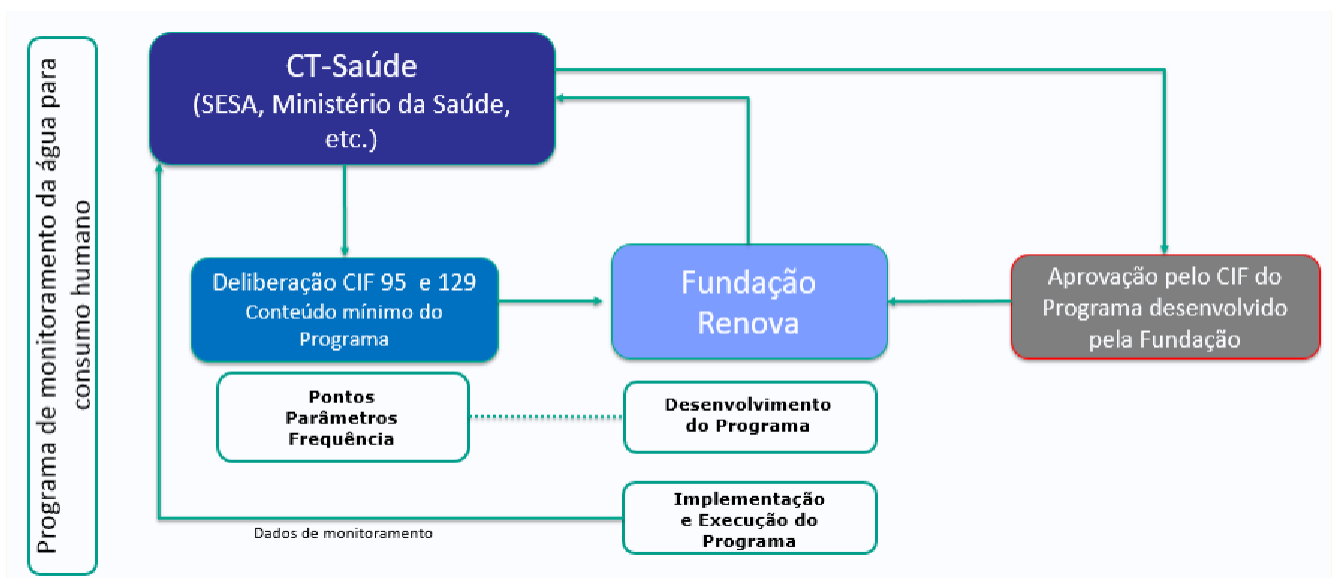 Programa de monitoramento da água para
consumo humano
CT-Saúde
(SESA, Ministério da Saúde,
etc.)
Deliberação CIF 95 e 129
Conteúdo mínimo do
Programa
Fundação
Renova
Aprovação pelo CIF do
Programa desenvolvido
pela Fundação
Pontos
Parâmetros
Frequência
Desenvolvimento
do Programa
Implementação
e Execução do
Programa
Dados de monitoramento